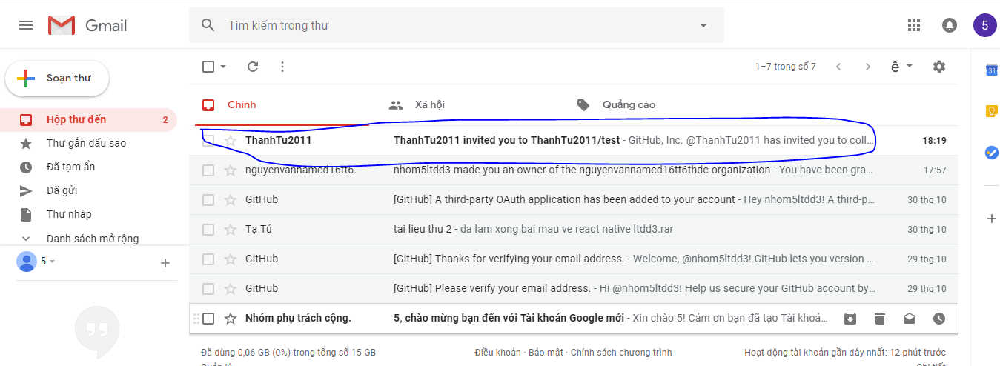 Gmail
Tìm kiếm trong thư
5
Soạn thư
1–7 trong số 7
ê
31
Chính
Xã hội
Quảng cáo
Hộp thư đến 2
Thư gắn dấu sao
Đã tạm ẩn
Đã gửi
Thư nháp
Danh sách mở rộng
5
ThanhTu2011 ThanhTu2011 invited you to ThanhTu2011/test - GitHub, Inc. @ThanhTu2011 has invited you to coll... 18:19
nguyenvannamcd16tt6. nhom5ltdd3 made you an owner of the nguyenvannamcd16tt6thdc organization - You have been gra... 17:57
GitHub [GitHub] A third-party OAuth application has been added to your account - Hey nhom5ltdd3! A third-p... 30 thg 10
Tạ Tú tai lieu thu 2 - da lam xong bai mau ve react native ltdd3.rar 30 thg 10
GitHub [GitHub] Thanks for verifying your email address. - Welcome, @nhom5ltdd3! GitHub lets you version ... 29 thg 10
GitHub [GitHub] Please verify your email address. - Hi @nhom5ltdd3! Help us secure your GitHub account by... 29 thg 10
Nhóm phụ trách cộng. 5, chào mừng bạn đến với Tài khoản Google mới - Xin chào 5! Cảm ơn bạn đã tạo Tài khoả...
Đã dùng 0,06 GB (0%) trong tổng số 15 GB
Điều khoản · Bảo mật · Chính sách chương trình
Hoạt động tài khoản gần đây nhất: 12 phút trước
Quản lý
Chi tiết